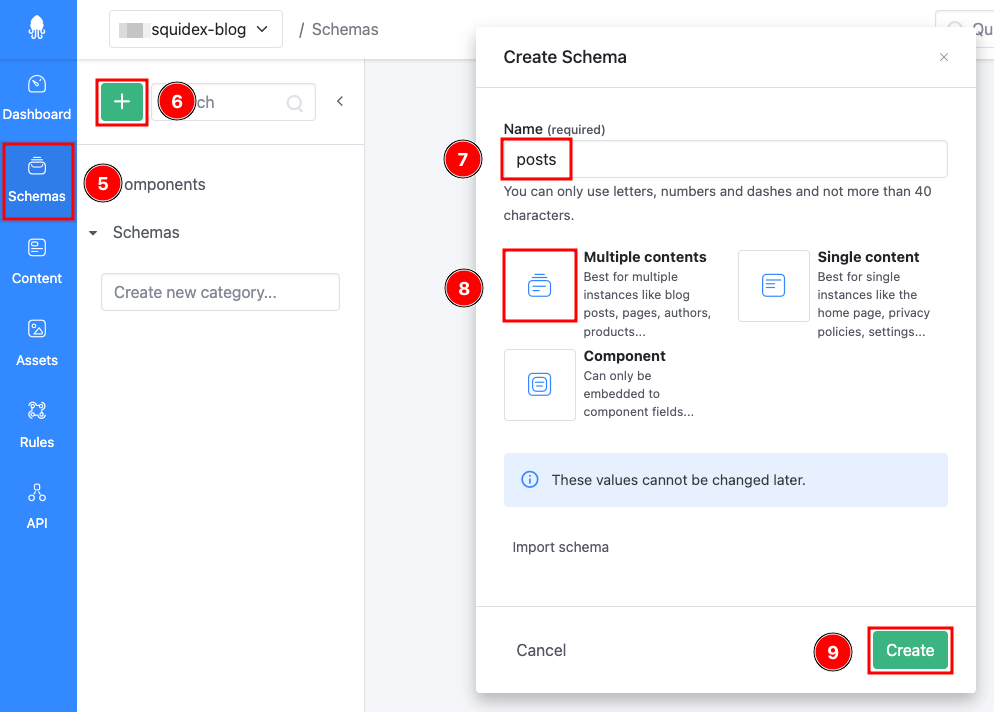 squidex-blog
/ Schemas
Qu
Dashboard
Schemas
Content
Assets
Rules
API
6
ch
5
omponents
Schemas
Create new category...
Create Schema
Name (required)
7
posts
You can only use letters, numbers and dashes and not more than 40
characters.
8
Multiple contents
Best for multiple
instances like blog
posts, pages, authors,
products...
Single content
Best for single
instances like the
home page, privacy
policies, settings...
Component
Can only be
embedded to
component fields...
These values cannot be changed later.
Import schema
Cancel
9
Create